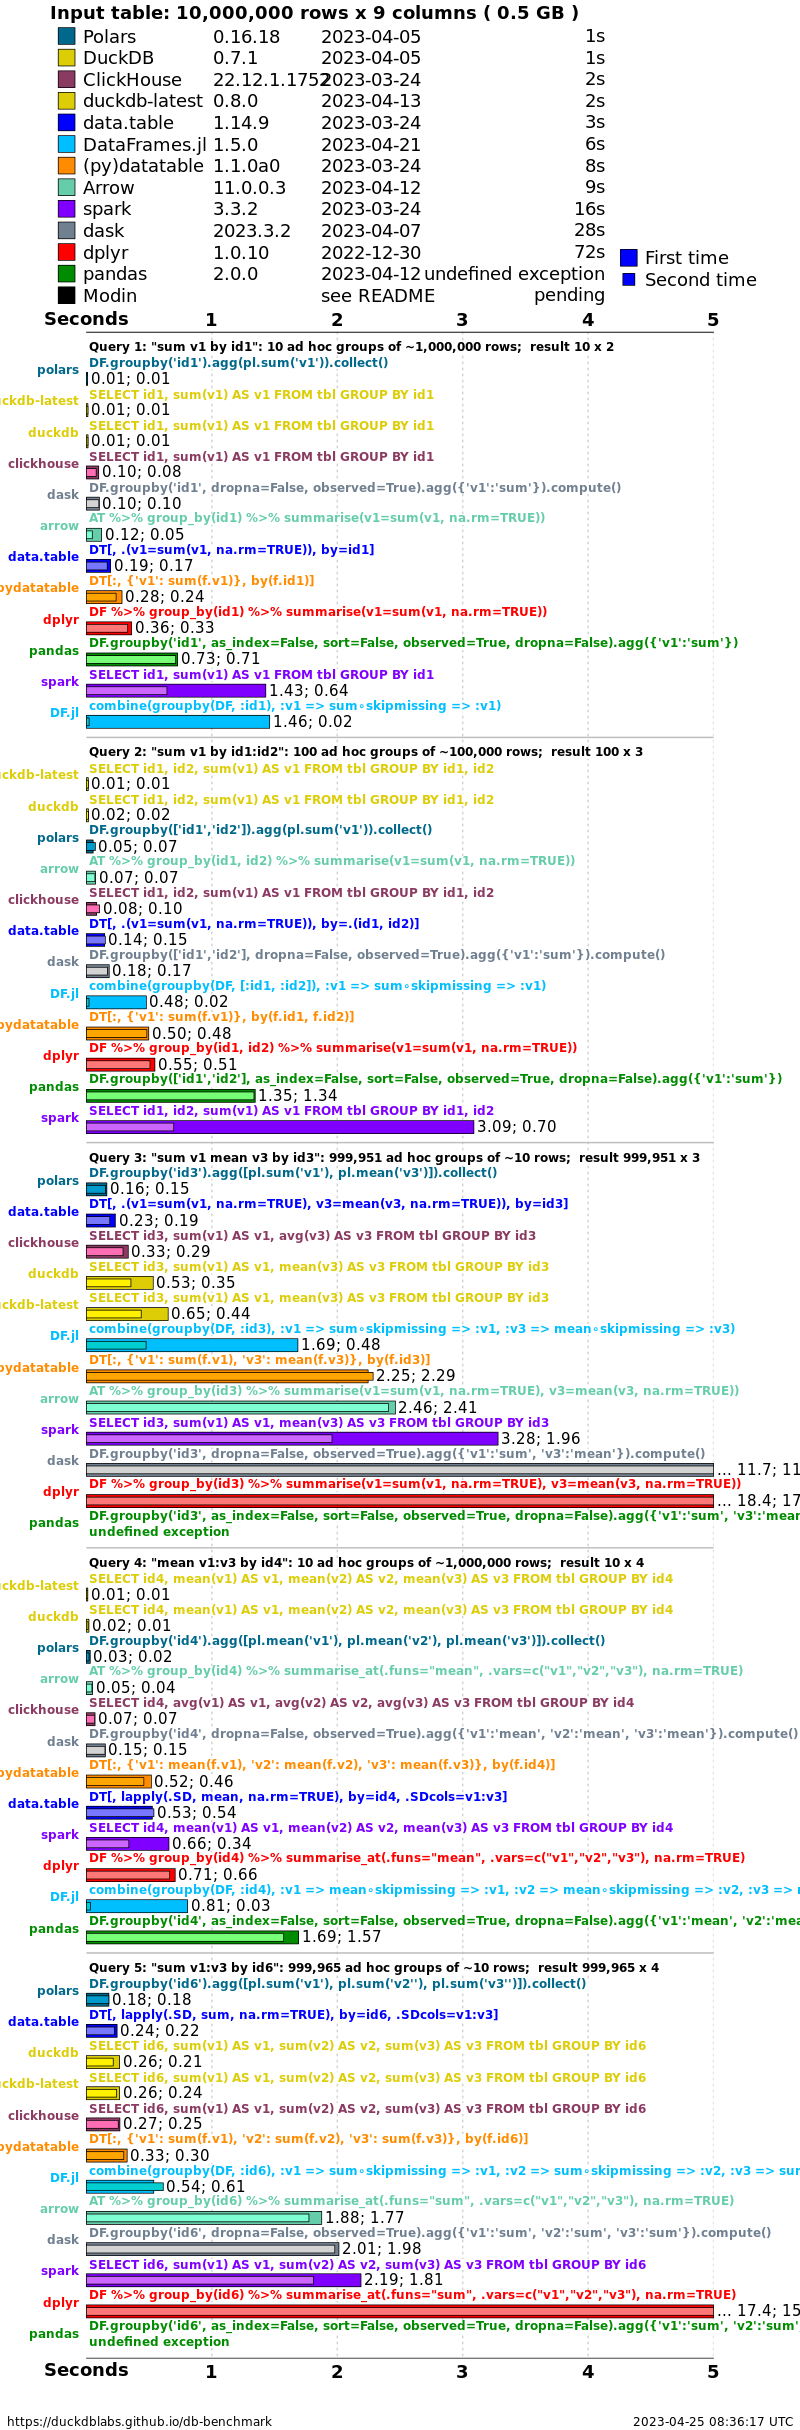 Input table: 10,000,000 rows x 9 columns ( 0.5 GB )
Polars 0.16.18 2023-04-05 1s
DuckDB 0.7.1 2023-04-05 1s
ClickHouse 22.12.1.1752 2023-03-24 2s
duckdb-latest 0.8.0 2023-04-13 2s
data.table 1.14.9 2023-03-24 3s
DataFrames.jl 1.5.0 2023-04-21 6s
(py)datatable 1.1.0a0 2023-03-24 8s
Arrow 11.0.0.3 2023-04-12 9s
spark 3.3.2 2023-03-24 16s
dask 2023.3.2 2023-04-07 28s
dplyr 1.0.10 2022-12-30 72s
pandas 2.0.0 2023-04-12 undefined exception
Modin see README pending
First time
Second time
Seconds 1 2 3 4 5
Query 1: "sum v1 by id1": 10 ad hoc groups of ~1,000,000 rows; result 10 x 2
DF.groupby('id1').agg(pl.sum('v1')).collect()
polars 0.01; 0.01
SELECT id1, sum(v1) AS v1 FROM tbl GROUP BY id1
uckdb-latest 0.01; 0.01
SELECT id1, sum(v1) AS v1 FROM tbl GROUP BY id1
duckdb 0.01; 0.01
SELECT id1, sum(v1) AS v1 FROM tbl GROUP BY id1
clickhouse 0.10; 0.08
DF.groupby('id1', dropna=False, observed=True).agg({'v1':'sum'}).compute()
dask 0.10; 0.10
AT %>% group_by(id1) %>% summarise(v1=sum(v1, na.rm=TRUE))
arrow 0.12; 0.05
DT[, .(v1=sum(v1, na.rm=TRUE)), by=id1]
data.table 0.19; 0.17
DT[:, {'v1': sum(f.v1)}, by(f.id1)]
pydatatable 0.28; 0.24
DF %>% group_by(id1) %>% summarise(v1=sum(v1, na.rm=TRUE))
dplyr 0.36; 0.33
DF.groupby('id1', as_index=False, sort=False, observed=True, dropna=False).agg({'v1':'sum'})
pandas 0.73; 0.71
SELECT id1, sum(v1) AS v1 FROM tbl GROUP BY id1
spark 1.43; 0.64
combine(groupby(DF, :id1), :v1 => sum∘skipmissing => :v1)
DF.jl 1.46; 0.02
Query 2: "sum v1 by id1:id2": 100 ad hoc groups of ~100,000 rows; result 100 x 3
SELECT id1, id2, sum(v1) AS v1 FROM tbl GROUP BY id1, id2
uckdb-latest 0.01; 0.01
SELECT id1, id2, sum(v1) AS v1 FROM tbl GROUP BY id1, id2
duckdb 0.02; 0.02
DF.groupby(['id1','id2']).agg(pl.sum('v1')).collect()
polars 0.05; 0.07
AT %>% group_by(id1, id2) %>% summarise(v1=sum(v1, na.rm=TRUE))
arrow 0.07; 0.07
SELECT id1, id2, sum(v1) AS v1 FROM tbl GROUP BY id1, id2
clickhouse 0.08; 0.10
DT[, .(v1=sum(v1, na.rm=TRUE)), by=.(id1, id2)]
data.table 0.14; 0.15
DF.groupby(['id1','id2'], dropna=False, observed=True).agg({'v1':'sum'}).compute()
dask 0.18; 0.17
combine(groupby(DF, [:id1, :id2]), :v1 => sum∘skipmissing => :v1)
DF.jl 0.48; 0.02
DT[:, {'v1': sum(f.v1)}, by(f.id1, f.id2)]
pydatatable 0.50; 0.48
DF %>% group_by(id1, id2) %>% summarise(v1=sum(v1, na.rm=TRUE))
dplyr 0.55; 0.51
DF.groupby(['id1','id2'], as_index=False, sort=False, observed=True, dropna=False).agg({'v1':'sum'})
pandas 1.35; 1.34
SELECT id1, id2, sum(v1) AS v1 FROM tbl GROUP BY id1, id2
spark 3.09; 0.70
Query 3: "sum v1 mean v3 by id3": 999,951 ad hoc groups of ~10 rows; result 999,951 x 3
DF.groupby('id3').agg([pl.sum('v1'), pl.mean('v3')]).collect()
polars 0.16; 0.15
DT[, .(v1=sum(v1, na.rm=TRUE), v3=mean(v3, na.rm=TRUE)), by=id3]
data.table 0.23; 0.19
SELECT id3, sum(v1) AS v1, avg(v3) AS v3 FROM tbl GROUP BY id3
clickhouse 0.33; 0.29
SELECT id3, sum(v1) AS v1, mean(v3) AS v3 FROM tbl GROUP BY id3
duckdb 0.53; 0.35
SELECT id3, sum(v1) AS v1, mean(v3) AS v3 FROM tbl GROUP BY id3
uckdb-latest 0.65; 0.44
combine(groupby(DF, :id3), :v1 => sum∘skipmissing => :v1, :v3 => mean∘skipmissing => :v3)
DF.jl 1.69; 0.48
DT[:, {'v1': sum(f.v1), 'v3': mean(f.v3)}, by(f.id3)]
pydatatable 2.25; 2.29
AT %>% group_by(id3) %>% summarise(v1=sum(v1, na.rm=TRUE), v3=mean(v3, na.rm=TRUE))
arrow 2.46; 2.41
SELECT id3, sum(v1) AS v1, mean(v3) AS v3 FROM tbl GROUP BY id3
spark 3.28; 1.96
DF.groupby('id3', dropna=False, observed=True).agg({'v1':'sum', 'v3':'mean'}).compute()
dask ... 11.7; 11
DF %>% group_by(id3) %>% summarise(v1=sum(v1, na.rm=TRUE), v3=mean(v3, na.rm=TRUE))
dplyr ... 18.4; 17
DF.groupby('id3', as_index=False, sort=False, observed=True, dropna=False).agg({'v1':'sum', 'v3':'mean
pandas undefined exception
Query 4: "mean v1:v3 by id4": 10 ad hoc groups of ~1,000,000 rows; result 10 x 4
SELECT id4, mean(v1) AS v1, mean(v2) AS v2, mean(v3) AS v3 FROM tbl GROUP BY id4
uckdb-latest 0.01; 0.01
SELECT id4, mean(v1) AS v1, mean(v2) AS v2, mean(v3) AS v3 FROM tbl GROUP BY id4
duckdb 0.02; 0.01
DF.groupby('id4').agg([pl.mean('v1'), pl.mean('v2'), pl.mean('v3')]).collect()
polars 0.03; 0.02
AT %>% group_by(id4) %>% summarise_at(.funs="mean", .vars=c("v1","v2","v3"), na.rm=TRUE)
arrow 0.05; 0.04
SELECT id4, avg(v1) AS v1, avg(v2) AS v2, avg(v3) AS v3 FROM tbl GROUP BY id4
clickhouse 0.07; 0.07
DF.groupby('id4', dropna=False, observed=True).agg({'v1':'mean', 'v2':'mean', 'v3':'mean'}).compute()
dask 0.15; 0.15
DT[:, {'v1': mean(f.v1), 'v2': mean(f.v2), 'v3': mean(f.v3)}, by(f.id4)]
pydatatable 0.52; 0.46
DT[, lapply(.SD, mean, na.rm=TRUE), by=id4, .SDcols=v1:v3]
data.table 0.53; 0.54
SELECT id4, mean(v1) AS v1, mean(v2) AS v2, mean(v3) AS v3 FROM tbl GROUP BY id4
spark 0.66; 0.34
DF %>% group_by(id4) %>% summarise_at(.funs="mean", .vars=c("v1","v2","v3"), na.rm=TRUE)
dplyr 0.71; 0.66
combine(groupby(DF, :id4), :v1 => mean∘skipmissing => :v1, :v2 => mean∘skipmissing => :v2, :v3 => m
DF.jl 0.81; 0.03
DF.groupby('id4', as_index=False, sort=False, observed=True, dropna=False).agg({'v1':'mean', 'v2':'mea
pandas 1.69; 1.57
Query 5: "sum v1:v3 by id6": 999,965 ad hoc groups of ~10 rows; result 999,965 x 4
DF.groupby('id6').agg([pl.sum('v1'), pl.sum('v2''), pl.sum('v3'')]).collect()
polars 0.18; 0.18
DT[, lapply(.SD, sum, na.rm=TRUE), by=id6, .SDcols=v1:v3]
data.table 0.24; 0.22
SELECT id6, sum(v1) AS v1, sum(v2) AS v2, sum(v3) AS v3 FROM tbl GROUP BY id6
duckdb 0.26; 0.21
SELECT id6, sum(v1) AS v1, sum(v2) AS v2, sum(v3) AS v3 FROM tbl GROUP BY id6
uckdb-latest 0.26; 0.24
SELECT id6, sum(v1) AS v1, sum(v2) AS v2, sum(v3) AS v3 FROM tbl GROUP BY id6
clickhouse 0.27; 0.25
DT[:, {'v1': sum(f.v1), 'v2': sum(f.v2), 'v3': sum(f.v3)}, by(f.id6)]
pydatatable 0.33; 0.30
combine(groupby(DF, :id6), :v1 => sum∘skipmissing => :v1, :v2 => sum∘skipmissing => :v2, :v3 => sum
DF.jl 0.54; 0.61
AT %>% group_by(id6) %>% summarise_at(.funs="sum", .vars=c("v1","v2","v3"), na.rm=TRUE)
arrow 1.88; 1.77
DF.groupby('id6', dropna=False, observed=True).agg({'v1':'sum', 'v2':'sum', 'v3':'sum'}).compute()
dask 2.01; 1.98
SELECT id6, sum(v1) AS v1, sum(v2) AS v2, sum(v3) AS v3 FROM tbl GROUP BY id6
spark 2.19; 1.81
DF %>% group_by(id6) %>% summarise_at(.funs="sum", .vars=c("v1","v2","v3"), na.rm=TRUE)
dplyr ... 17.4; 15
DF.groupby('id6', as_index=False, sort=False, observed=True, dropna=False).agg({'v1':'sum', 'v2':'sum'
pandas undefined exception
Seconds 1 2 3 4 5
https://duckdblabs.github.io/db-benchmark 2023-04-25 08:36:17 UTC